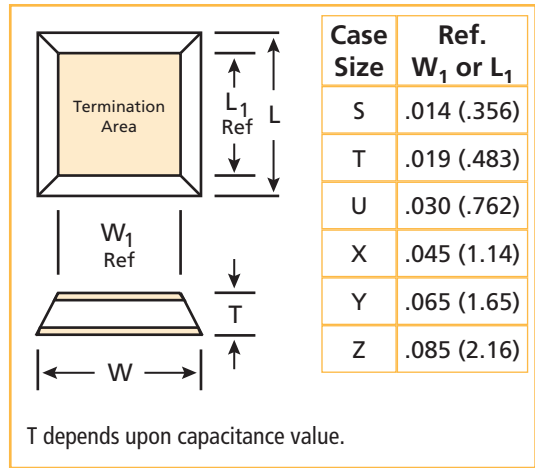 Termination
Area
L1
Ref
L
W1
Ref
T
W
Case
Size
Ref.
W1 or L1
S .014 (.356)
T .019 (.483)
U .030 (.762)
X .045 (1.14)
Y .065 (1.65)
Z .085 (2.16)
T depends upon capacitance value.